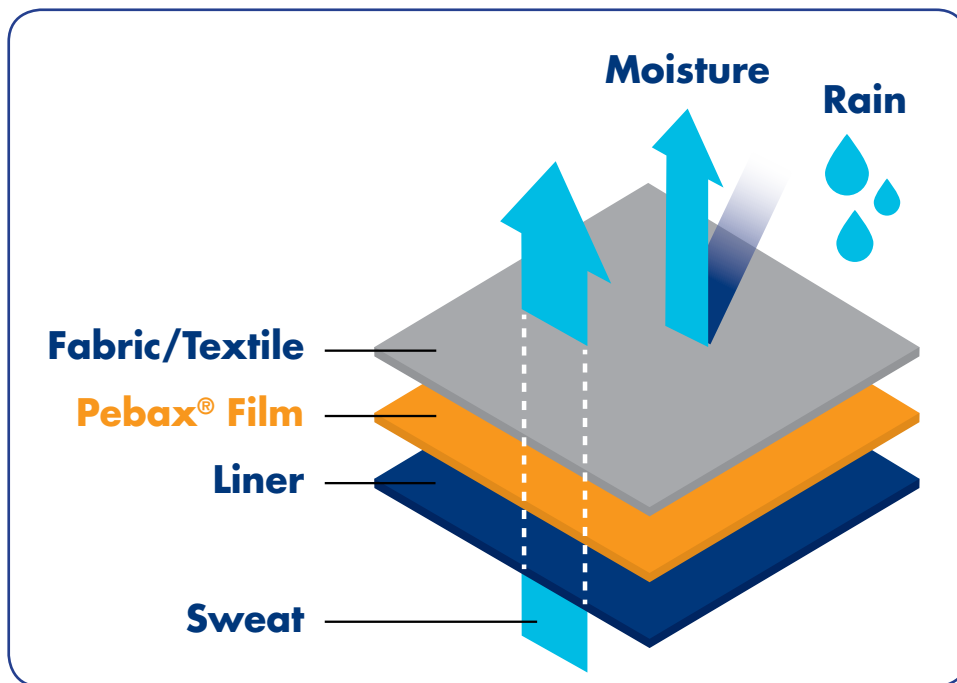 Moisture
Rain
Fabric/Textile
Pebax® Film
Liner
Sweat